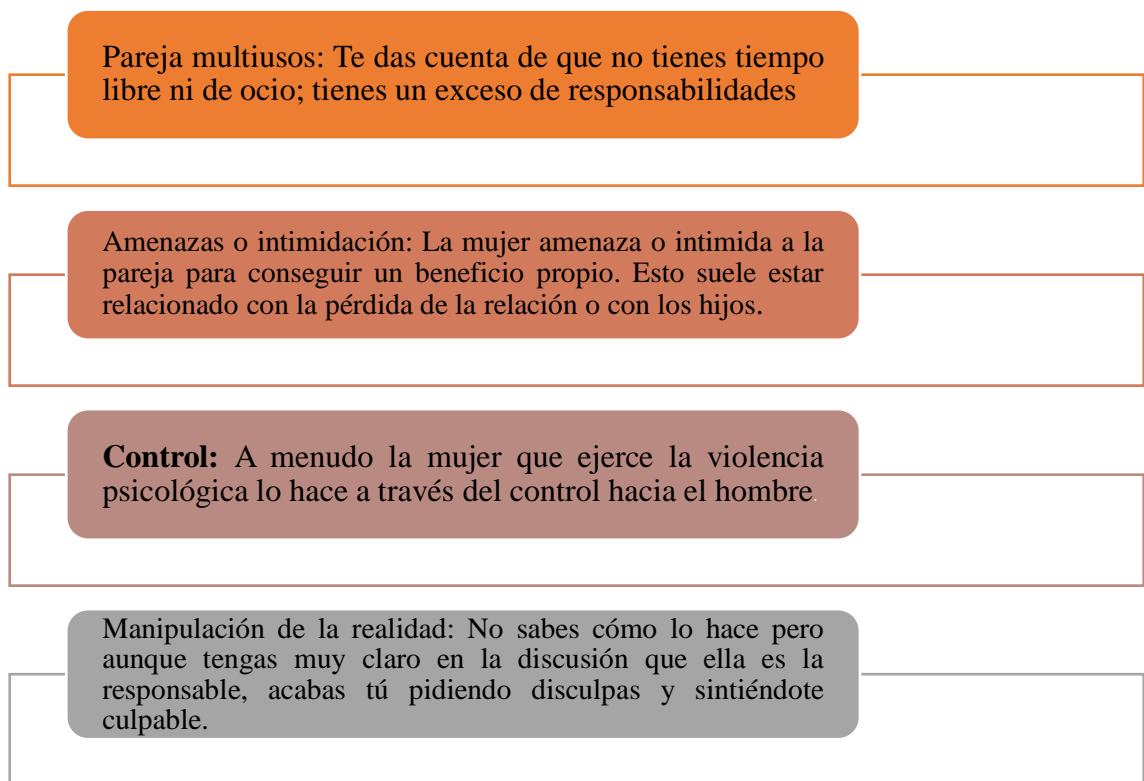 Pareja multiusos: Te das cuenta de que no tienes tiempo
libre ni de ocio; tienes un exceso de responsabilidades
Amenazas o intimidación: La mujer amenaza o intimida a la
pareja para conseguir un beneficio propio. Esto suele estar
relacionado con la pérdida de la relación o con los hijos.
Control: A menudo la mujer que ejerce la violencia
psicológica lo hace a través del control hacia el hombre.
Manipulación de la realidad: No sabes cómo lo hace pero
aunque tengas muy claro en la discusión que ella es la
responsable, acabas tú pidiendo disculpas y sintiéndote
culpable.